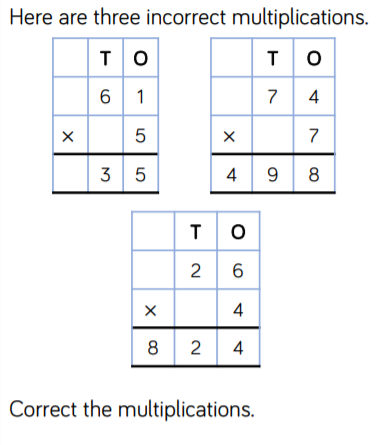 Here are three incorrect multiplications.
T O T O
6 1 7 4
× 5 × 7
3 5 4 9 8
T O
2 6
× 4
8 2 4
Correct the multiplications.